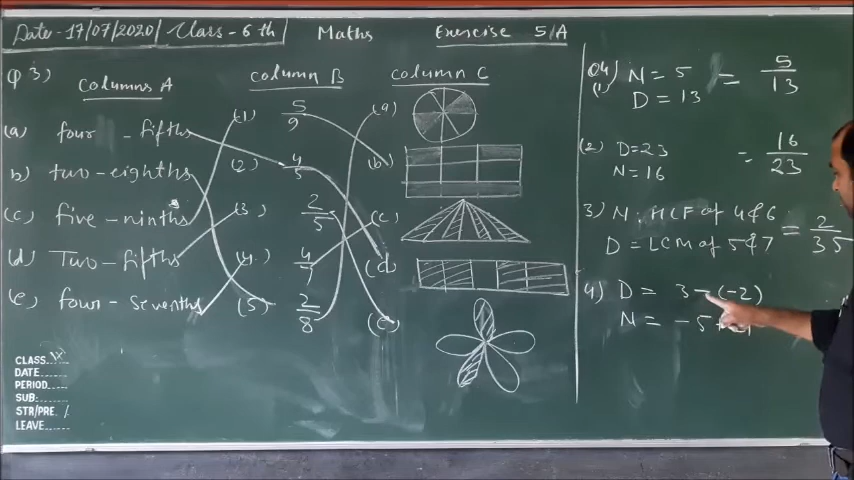 Date - 17/07/2020 / Class - 6 th Maths Exercise 5/A
Q 3) Columns A Column B Column C
(a) four - fifths (1) 5/9 (a)
b) two-eighths (2) 4/5 (b)
(c) five-ninths (3) 2/5 (c)
(d) Two-fifths (4) 4/7 (d)
(e) four - sevenths (5) 2/8 (e)
Q4)
(1) N = 5
D = 13
= 5/13
(2) D=23
N = 16
= 16/23
3) N : HCF of 4 & 6
D = LCM of 5 & 7
= 2/35
4) D = 3 - (-2)
N = - 5 +
CLASS
DATE
PERIOD
SUB:
STR/PRE. /
LEAVE